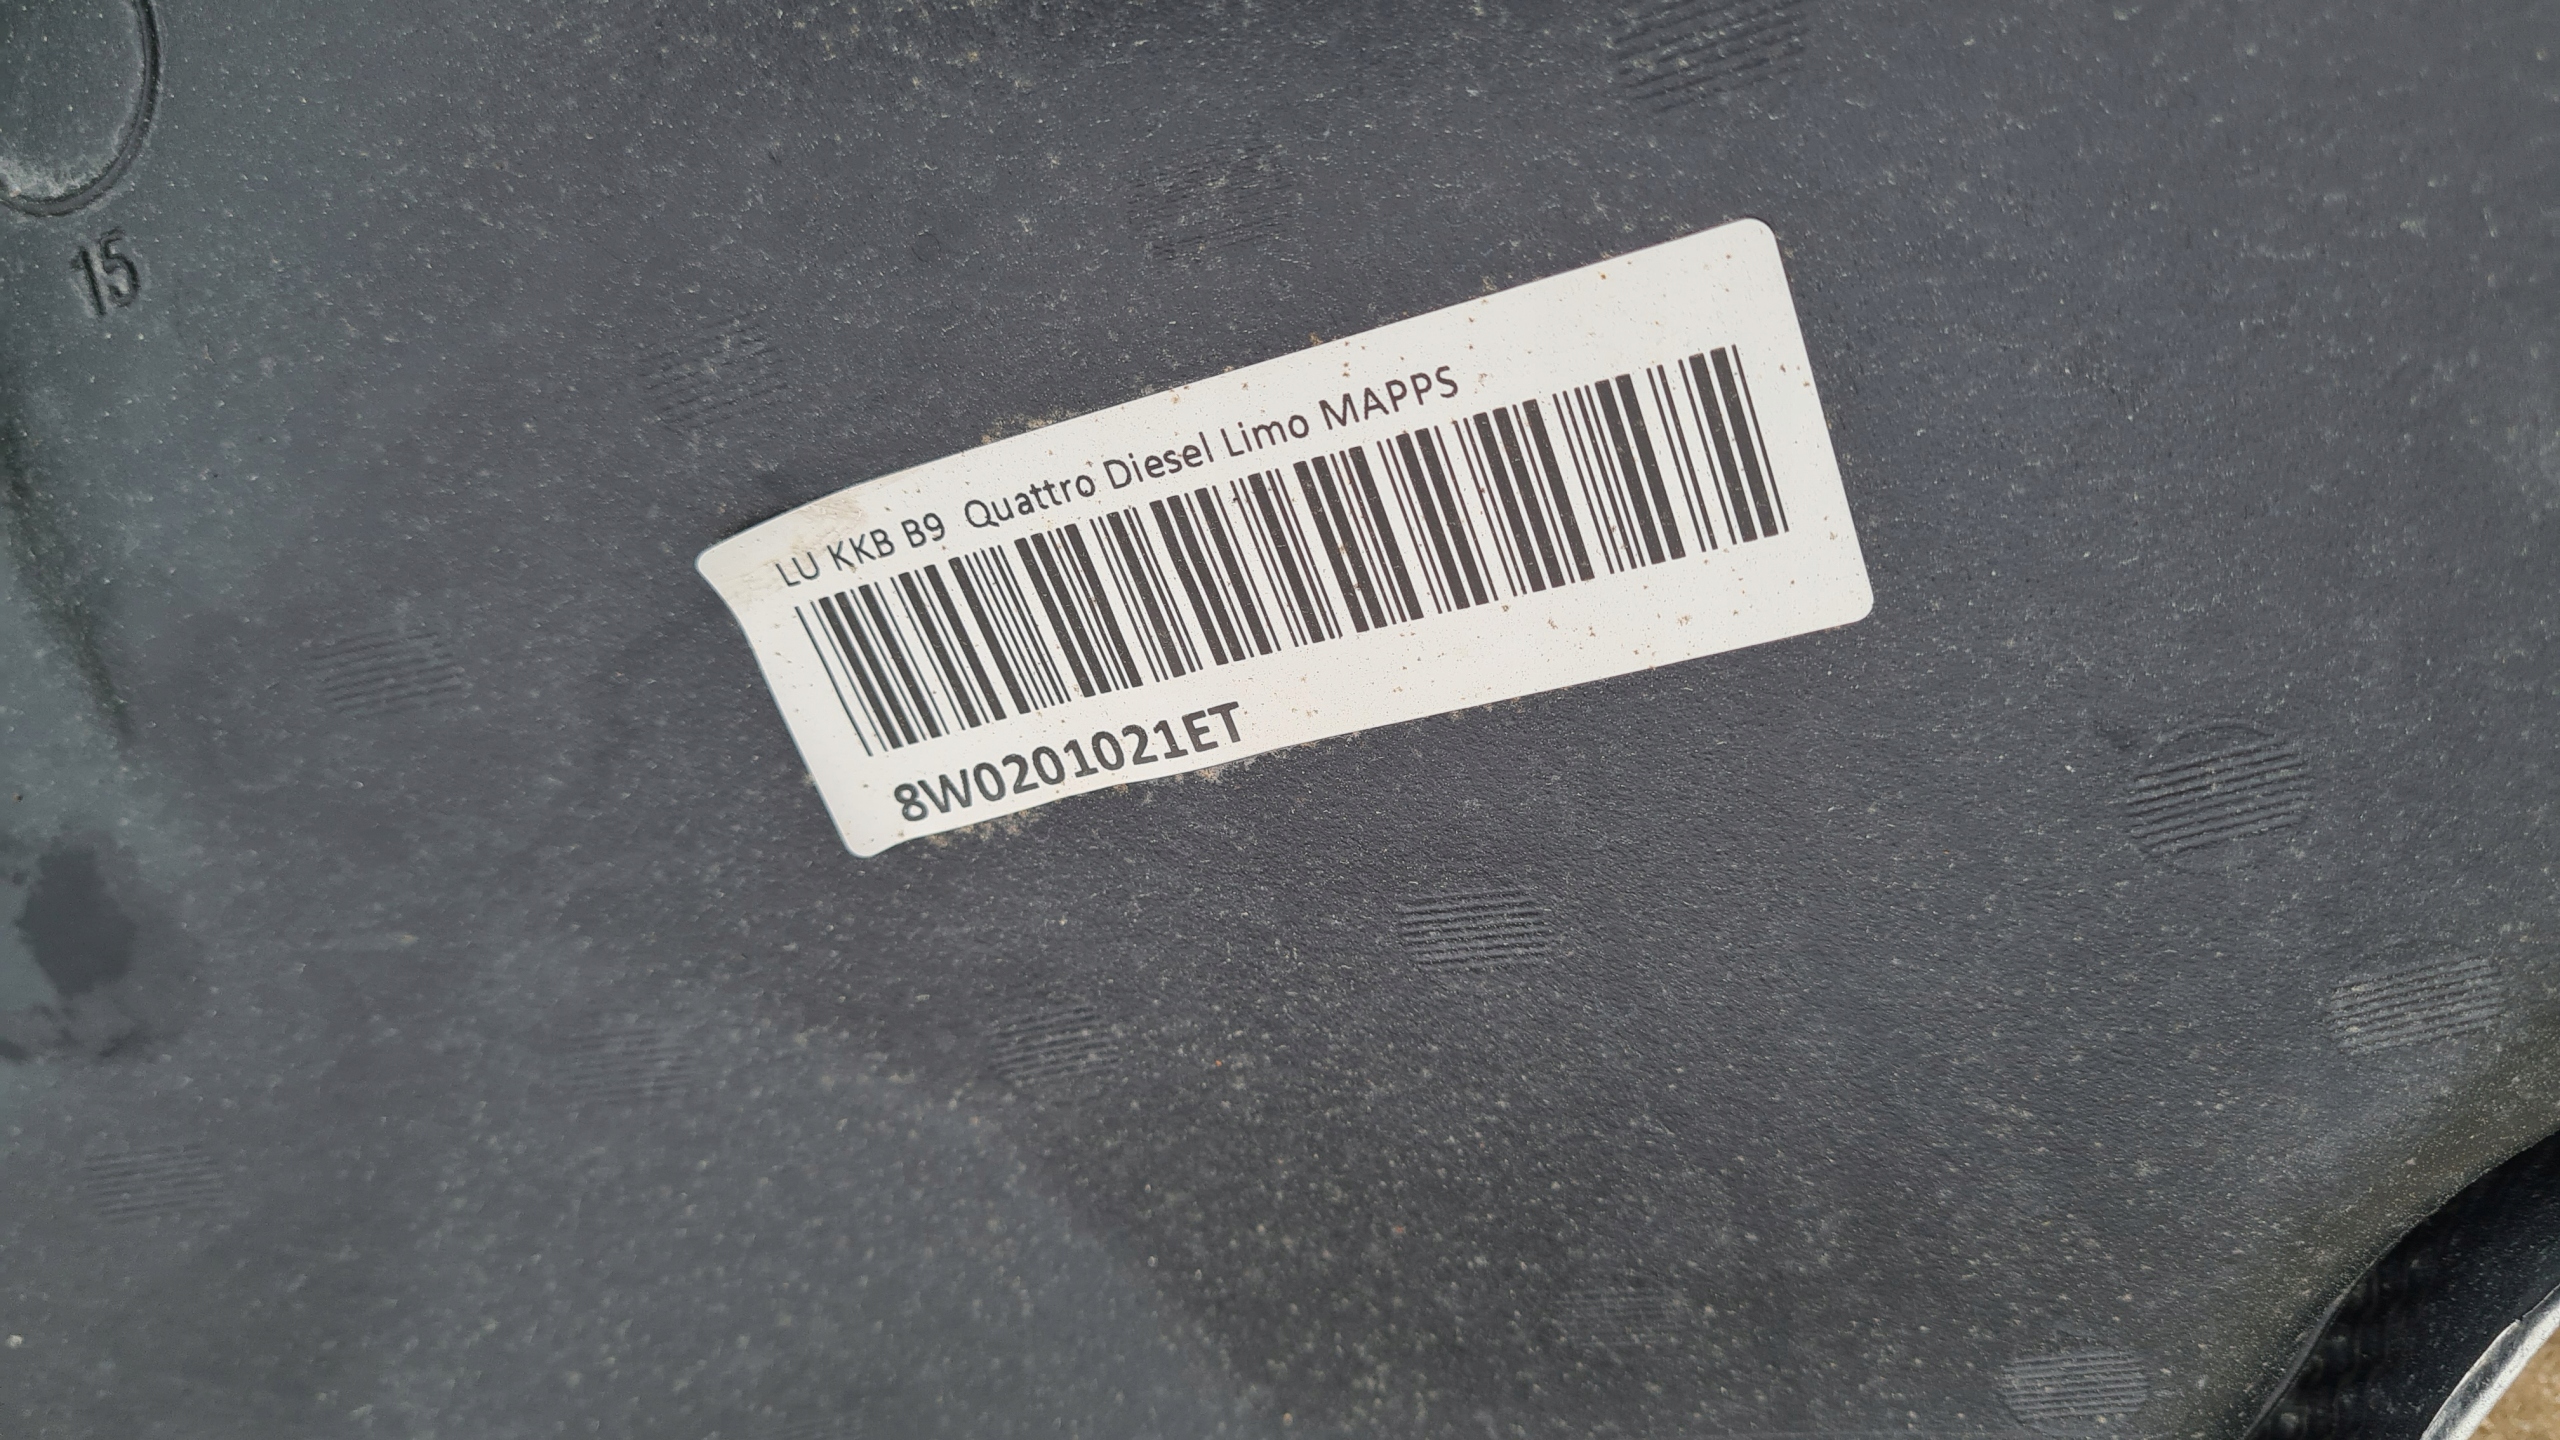 15
LU KKB B9  Quattro Diesel Limo MAPPS
8W0201021ET